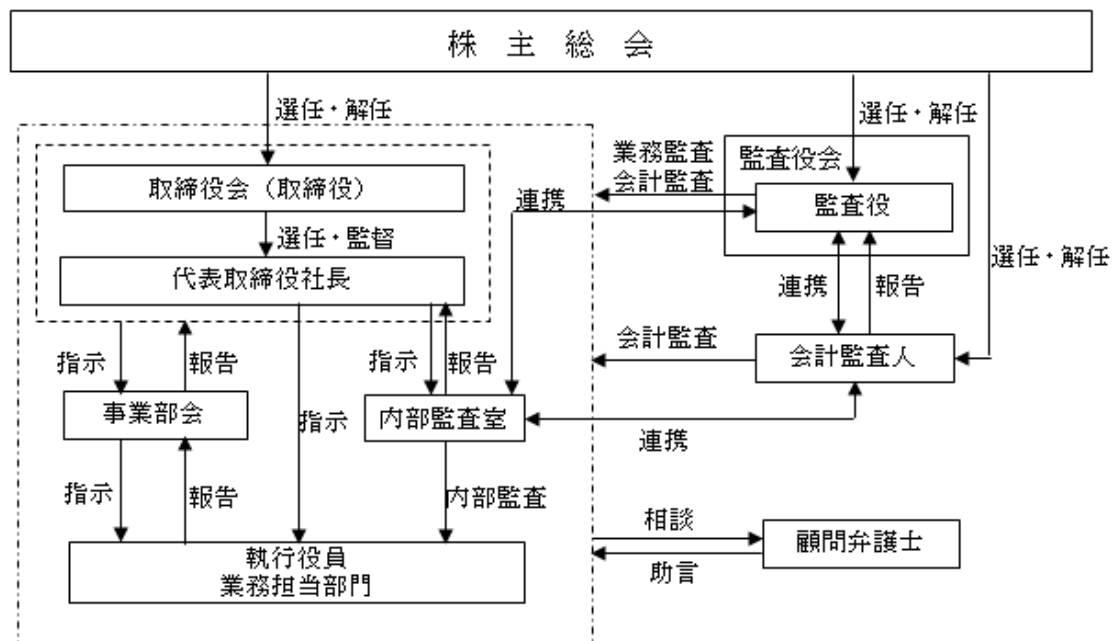 株主総会
選任・解任
選任・解任
監査役会
業務監査
会計監査
取締役会（取締役）
監査役
連携
選任・監督
選任・解任
代表取締役社長
連携
報告
会計監査
会計監査人
指示
報告
指示
報告
事業部会
指示
内部監査室
連携
指示
報告
内部監査
相談
顧問弁護士
助言
執行役員
業務担当部門